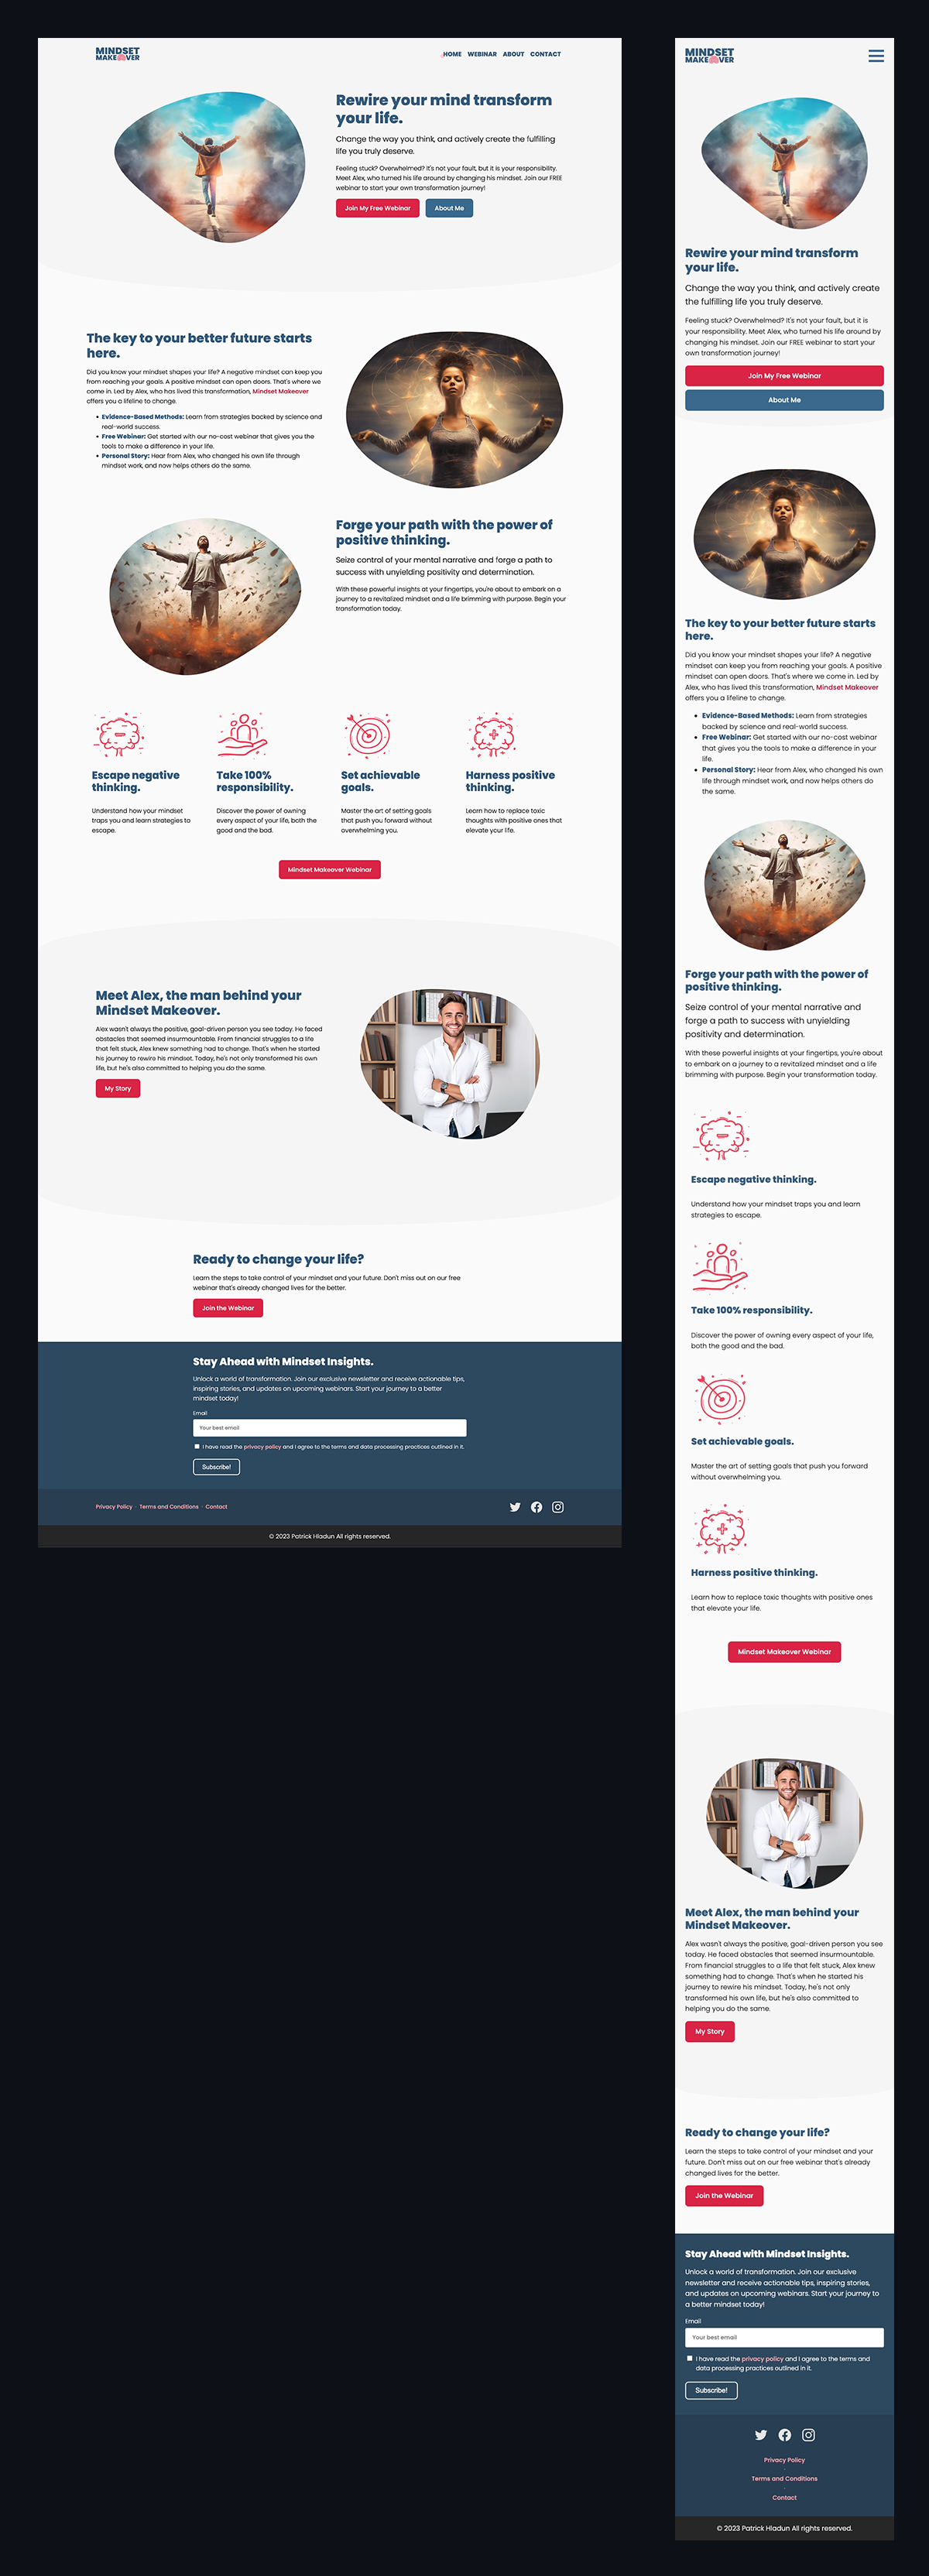 MINDSET
MAKE VER
HOME WEBINAR ABOUT CONTACT
Rewire your mind transform
your life.
Change the way you think, and actively create the fulfilling
life you truly deserve.
Feeling stuck? Overwhelmed? It's not your fault, but it is your responsibility.
Meet Alex, who turned his life around by changing his mindset. Join our FREE
webinar to start your own transformation journey!
Join My Free Webinar About Me
The key to your better future starts
here.
Did you know your mindset shapes your life? A negative mindset can keep you
from reaching your goals. A positive mindset can open doors. That's where we
come in. Led by Alex, who has lived this transformation, Mindset Makeover
offers you a lifeline to change.
• Evidence-Based Methods: Learn from strategies backed by science and
real-world success.
• Free Webinar: Get started with our no-cost webinar that gives you the
tools to make a difference in your life.
• Personal Story: Hear from Alex, who changed his own life through
mindset work, and now helps others do the same.
Forge your path with the power of
positive thinking.
Seize control of your mental narrative and forge a path to
success with unyielding positivity and determination.
With these powerful insights at your fingertips, you're about to embark on a
journey to a revitalized mindset and a life brimming with purpose. Begin your
transformation today.
Escape negative
thinking.
Understand how your mindset
traps you and learn strategies to
escape.
Take 100%
responsibility.
Discover the power of owning
every aspect of your life, both the
good and the bad.
Set achievable
goals.
Master the art of setting goals
that push you forward without
overwhelming you.
Harness positive
thinking.
Learn how to replace toxic
thoughts with positive ones that
elevate your life.
Mindset Makeover Webinar
Meet Alex, the man behind your
Mindset Makeover.
Alex wasn't always the positive, goal-driven person you see today. He faced
obstacles that seemed insurmountable. From financial struggles to a life
that felt stuck, Alex knew something had to change. That's when he started
his journey to rewire his mindset. Today, he's not only transformed his own
life, but he's also committed to helping you do the same.
My Story
Ready to change your life?
Learn the steps to take control of your mindset and your future. Don't miss out on our free
webinar that's already changed lives for the better.
Join the Webinar
Stay Ahead with Mindset Insights.
Unlock a world of transformation. Join our exclusive newsletter and receive actionable tips,
inspiring stories, and updates on upcoming webinars. Start your journey to a better
mindset today!
Email
Your best email
I have read the privacy policy and I agree to the terms and data processing practices outlined in it.
Subscribe!
Privacy Policy · Terms and Conditions · Contact
© 2023 Patrick Hladun All rights reserved.
MINDSET
MAKE VER
Rewire your mind transform
your life.
Change the way you think, and actively create
the fulfilling life you truly deserve.
Feeling stuck? Overwhelmed? It's not your fault, but it is
your responsibility. Meet Alex, who turned his life around by
changing his mindset. Join our FREE webinar to start your
own transformation journey!
Join My Free Webinar
About Me
The key to your better future starts
here.
Did you know your mindset shapes your life? A negative
mindset can keep you from reaching your goals. A positive
mindset can open doors. That's where we come in. Led by
Alex, who has lived this transformation, Mindset Makeover
offers you a lifeline to change.
• Evidence-Based Methods: Learn from strategies
backed by science and real-world success.
• Free Webinar: Get started with our no-cost webinar
that gives you the tools to make a difference in your
life.
• Personal Story: Hear from Alex, who changed his own
life through mindset work, and now helps others do
the same.
Forge your path with the power of
positive thinking.
Seize control of your mental narrative and
forge a path to success with unyielding
positivity and determination.
With these powerful insights at your fingertips, you're about
to embark on a journey to a revitalized mindset and a life
brimming with purpose. Begin your transformation today.
Escape negative thinking.
Understand how your mindset traps you and learn
strategies to escape.
Take 100% responsibility.
Discover the power of owning every aspect of your life,
both the good and the bad.
Set achievable goals.
Master the art of setting goals that push you forward
without overwhelming you.
Harness positive thinking.
Learn how to replace toxic thoughts with positive ones
that elevate your life.
Mindset Makeover Webinar
Meet Alex, the man behind your
Mindset Makeover.
Alex wasn't always the positive, goal-driven person you see
today. He faced obstacles that seemed insurmountable.
From financial struggles to a life that felt stuck, Alex knew
something had to change. That's when he started his
journey to rewire his mindset. Today, he's not only
transformed his own life, but he's also committed to
helping you do the same.
My Story
Ready to change your life?
Learn the steps to take control of your mindset and your
future. Don't miss out on our free webinar that's already
changed lives for the better.
Join the Webinar
Stay Ahead with Mindset Insights.
Unlock a world of transformation. Join our exclusive
newsletter and receive actionable tips, inspiring stories,
and updates on upcoming webinars. Start your journey to
a better mindset today!
Email
Your best email
I have read the privacy policy and I agree to the terms and
data processing practices outlined in it.
Subscribe!
Privacy Policy
·
Terms and Conditions
·
Contact
© 2023 Patrick Hladun All rights reserved.